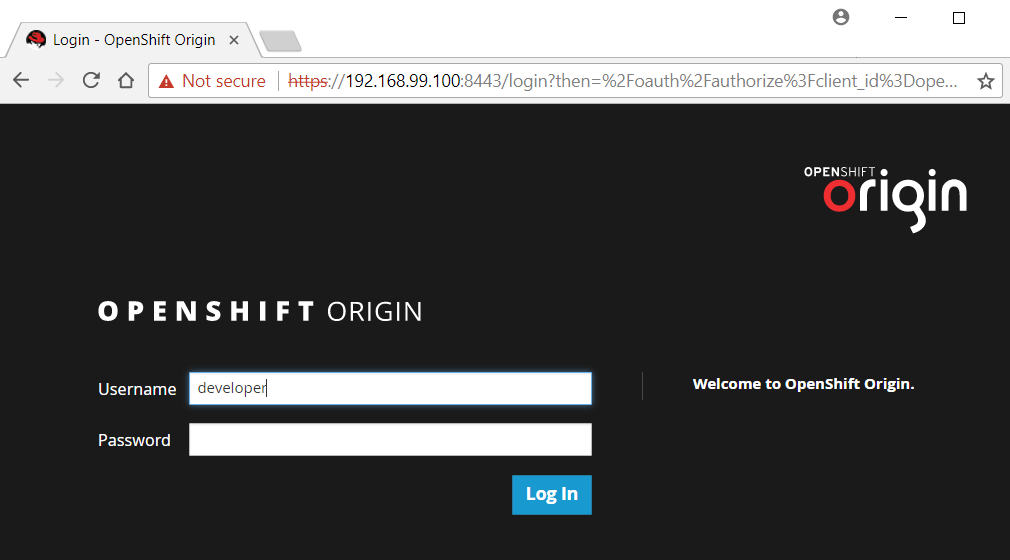 Login - OpenShift Origin
Not secure https://192.168.99.100:8443/login?then=%2Foauth%2Fauthorize%3Fclient_id%3Dope...
OPENSHIFT
origin
OPENSHIFT ORIGIN
Username developer
Welcome to OpenShift Origin.
Password
Log In